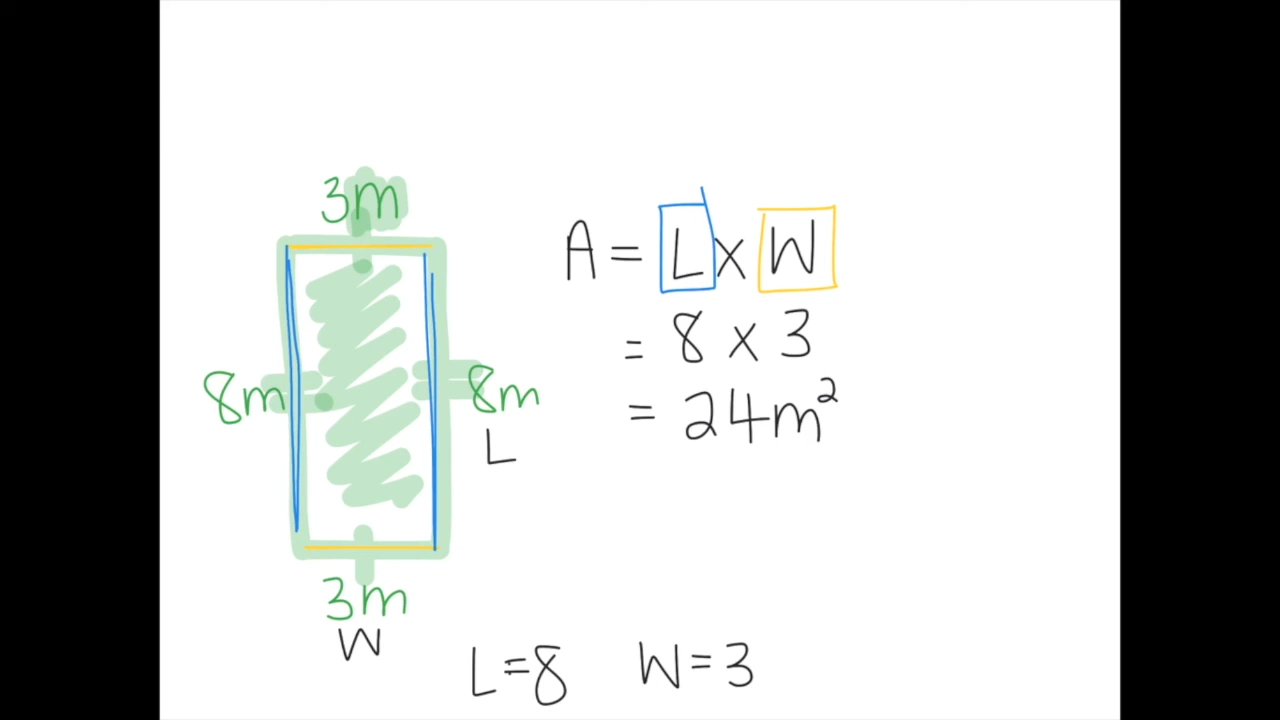 3m
8m
8m
L
3m
W
A = L x W
= 8 x 3
= 24m²
L=8 W=3